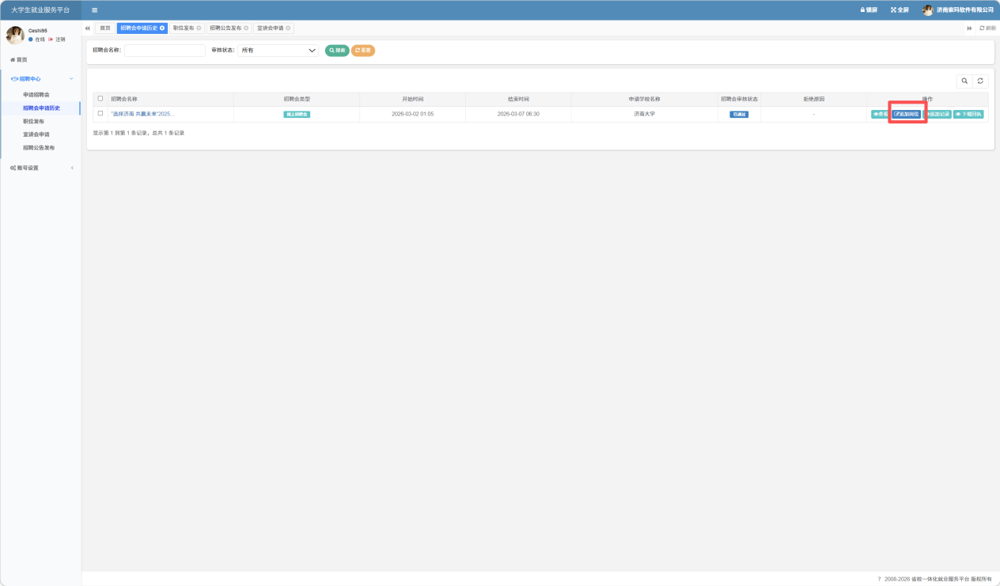 大学生就业服务平台
锁屏 全屏 济南索玛软件有限公司
Ceshi95
在线 注销
首页 招聘会申请历史 职位发布 招聘公告发布 宣讲会申请 刷新
招聘会名称: 审核状态: 所有 搜索 重置
首页
招聘中心
申请招聘会
招聘会申请历史
职位发布
宣讲会申请
招聘公告发布
账号设置
招聘会名称 招聘会类型 开始时间 结束时间 申请学校名称 招聘会审核状态 拒绝原因 操作
"选择济南 共赢未来"2025... 线上招聘会 2026-03-02 01:05 2026-03-07 06:30 济南大学 已通过 - 查看 追加岗位 追加记录 下载回执
显示第 1 到第 1 条记录，总共 1 条记录
? 2008-2026 省校一体化就业服务平台 版权所有